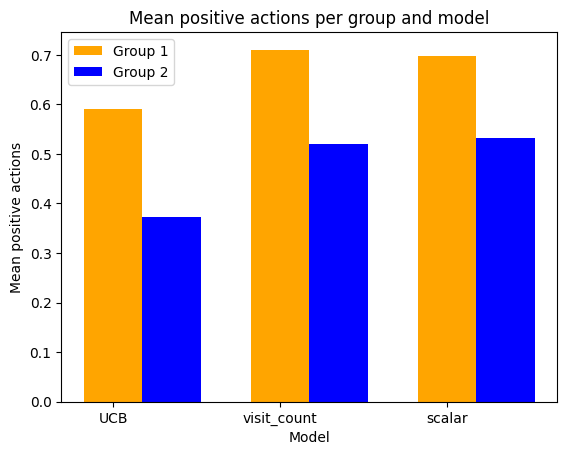 Mean positive actions per group and model
Group 1
Group 2
Mean positive actions
0.7
0.6
0.5
0.4
0.3
0.2
0.1
0.0
UCB
visit_count
scalar
Model